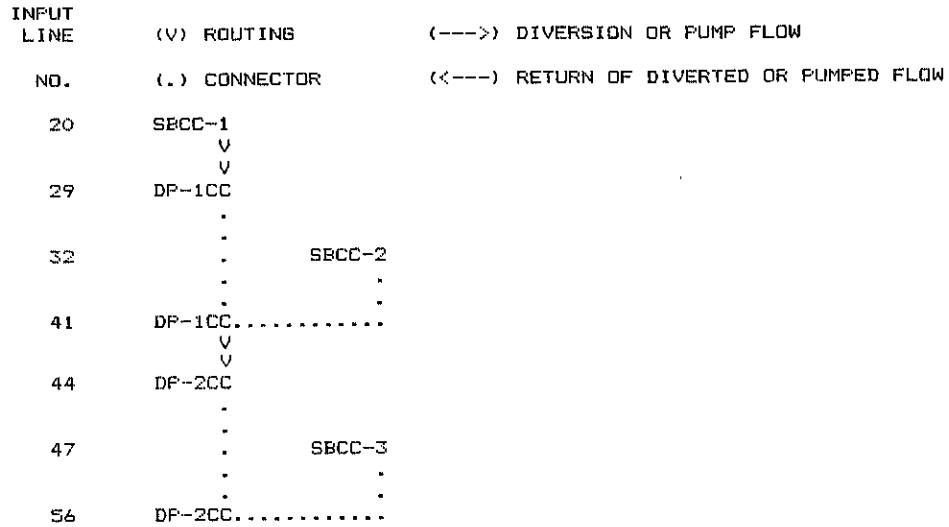 INPUT
LINE (V) ROUTING (--->) DIVERSION OR PUMP FLOW
NO. (.) CONNECTOR (<---) RETURN OF DIVERTED OR PUMPED FLOW
20 SBCC-1
V
V
29 DP-1CC
.
.
32 . SBCC-2
. .
. .
41 DP-1CC............
V
V
44 DP-2CC
.
.
47 . SBCC-3
. .
. .
56 DP-2CC............